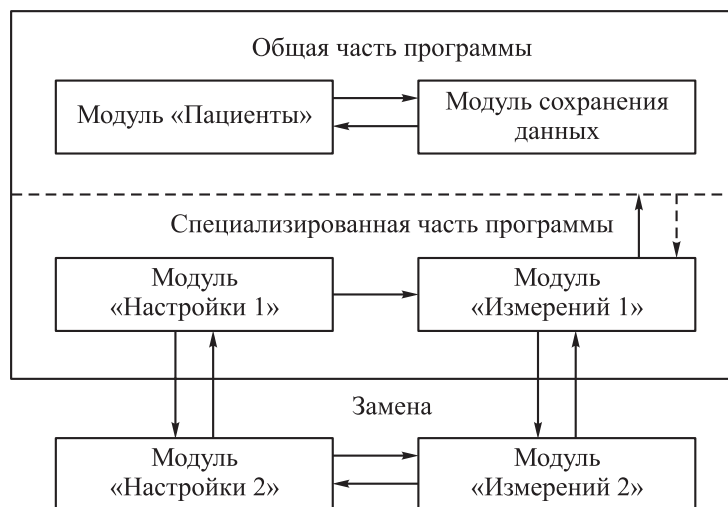 Общая часть программы
Модуль «Пациенты»
Модуль сохранения
данных
Специализированная часть программы
Модуль
«Настройки 1»
Модуль
«Измерений 1»
Замена
Модуль
«Настройки 2»
Модуль
«Измерений 2»